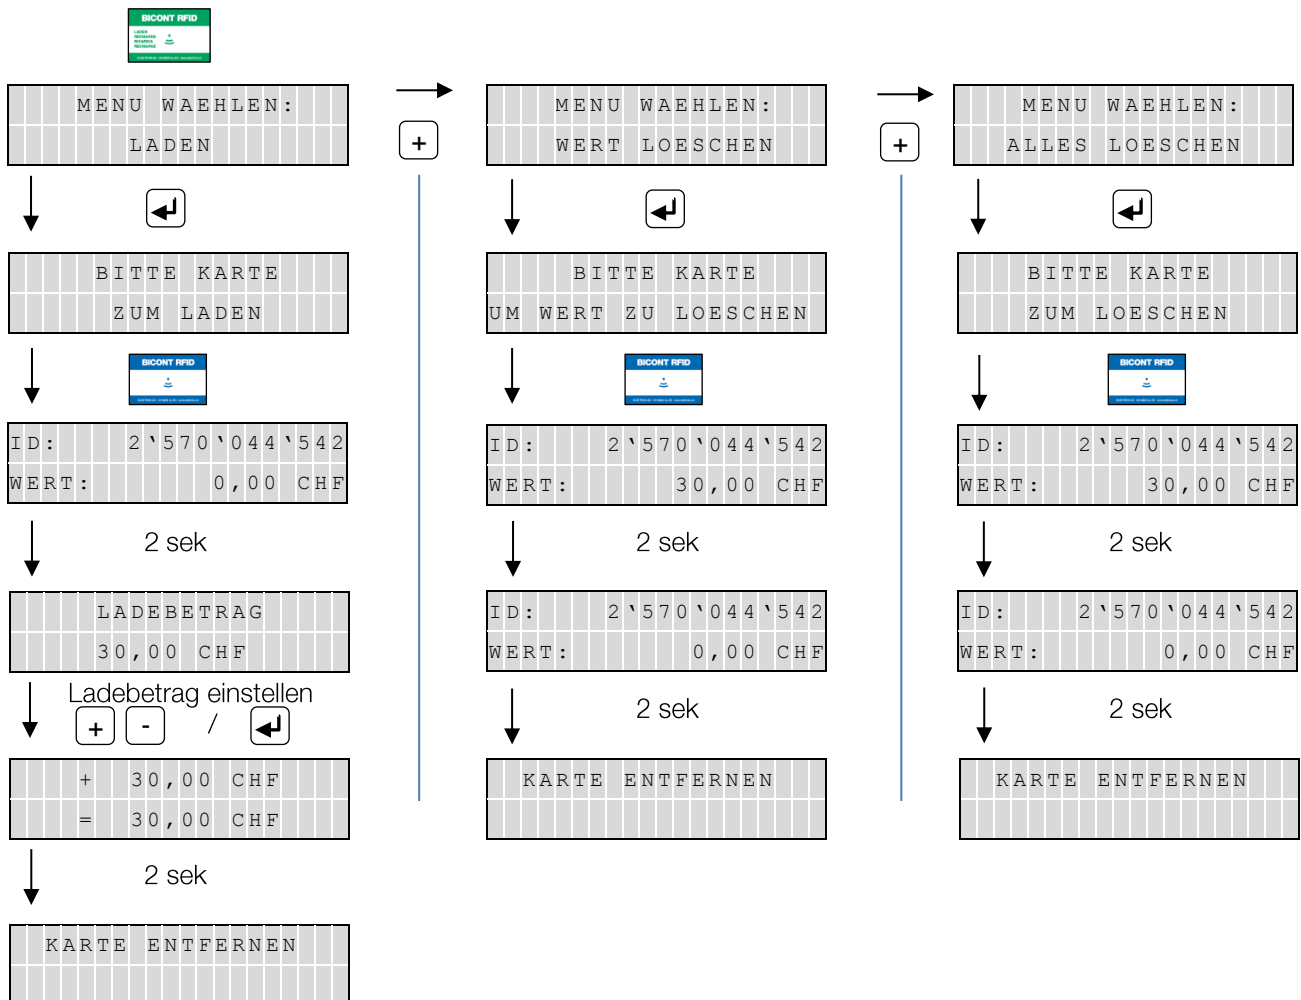 BICONT RFID
LADEN
RECHARGE
RICARICA
RECHARGE
MENU WAEHLEN:
LADEN
BITTE KARTE
ZUM LADEN
BICONT RFID
ID: 2‘570‘044‘542
WERT: 0,00 CHF
2 sek
LADEBETRAG
30,00 CHF
Ladebetrag einstellen
+ - /
+ 30,00 CHF
= 30,00 CHF
2 sek
KARTE ENTFERNEN
+
MENU WAEHLEN:
WERT LOESCHEN
BITTE KARTE
UM WERT ZU LOESCHEN
BICONT RFID
ID: 2‘570‘044‘542
WERT: 30,00 CHF
2 sek
ID: 2‘570‘044‘542
WERT: 0,00 CHF
2 sek
KARTE ENTFERNEN
+
MENU WAEHLEN:
ALLES LOESCHEN
BITTE KARTE
ZUM LOESCHEN
BICONT RFID
ID: 2‘570‘044‘542
WERT: 30,00 CHF
2 sek
ID: 2‘570‘044‘542
WERT: 0,00 CHF
2 sek
KARTE ENTFERNEN